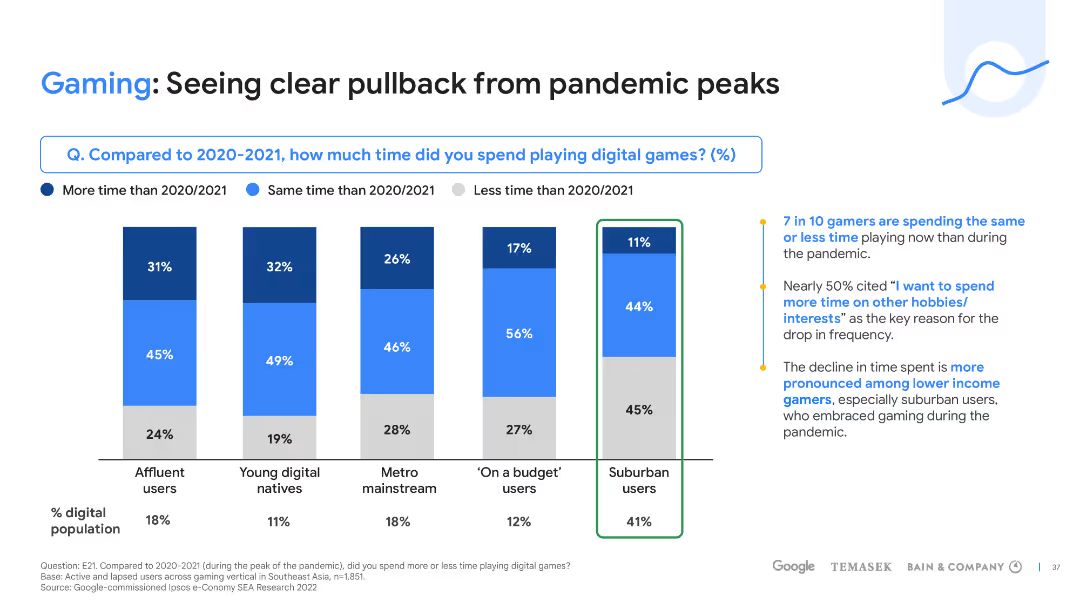 Gaming: Seeing clear pullback from pandemic peaks
Q. Compared to 2020-2021, how much time did you spend playing digital games? (%)
More time than 2020/2021 Same time than 2020/2021 Less time than 2020/2021
31% 32% 26% 17% 11%
45% 49% 46% 56% 44%
24% 19% 28% 27% 45%
Affluent users
Young digital natives
Metro mainstream
'On a budget' users
Suburban users
% digital population
18% 11% 18% 12% 41%
7 in 10 gamers are spending the same
or less time playing now than during
the pandemic.
Nearly 50% cited “I want to spend
more time on other hobbies/
interests” as the key reason for the
drop in frequency.
The decline in time spent is more
pronounced among lower income
gamers, especially suburban users,
who embraced gaming during the
pandemic.
Question: E21. Compared to 2020-2021 (during the peak of the pandemic), did you spend more or less time playing digital games?
Base: Active and lapsed users across gaming vertical in Southeast Asia, n=1,851.
Source: Google-commissioned Ipsos e-Conomy SEA Research 2022
Google TEMASEK BAIN & COMPANY | 37